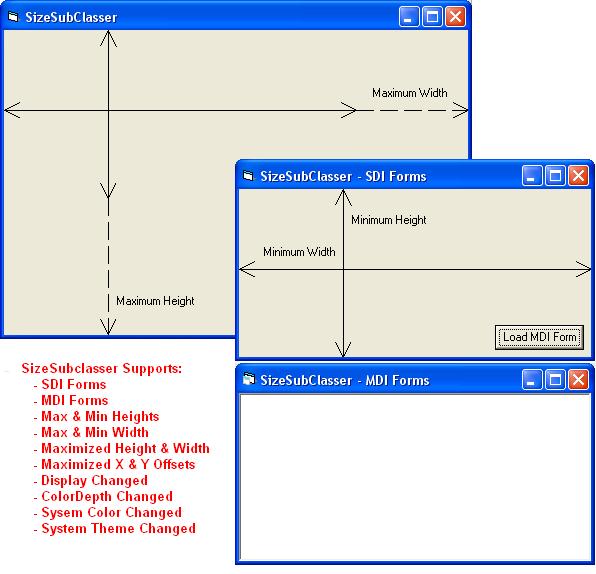 SizeSubClasser
Maximum Width
SizeSubClasser - SDI Forms
Minimum Height
Minimum Width
Maximum Height
Load MDI Form
SizeSubclasser Supports:
- SDI Forms
- MDI Forms
- Max & Min Heights
- Max & Min Width
- Maximized Height & Width
- Maximized X & Y Offsets
- Display Changed
- ColorDepth Changed
- Sysem Color Changed
- System Theme Changed
SizeSubClasser - MDI Forms